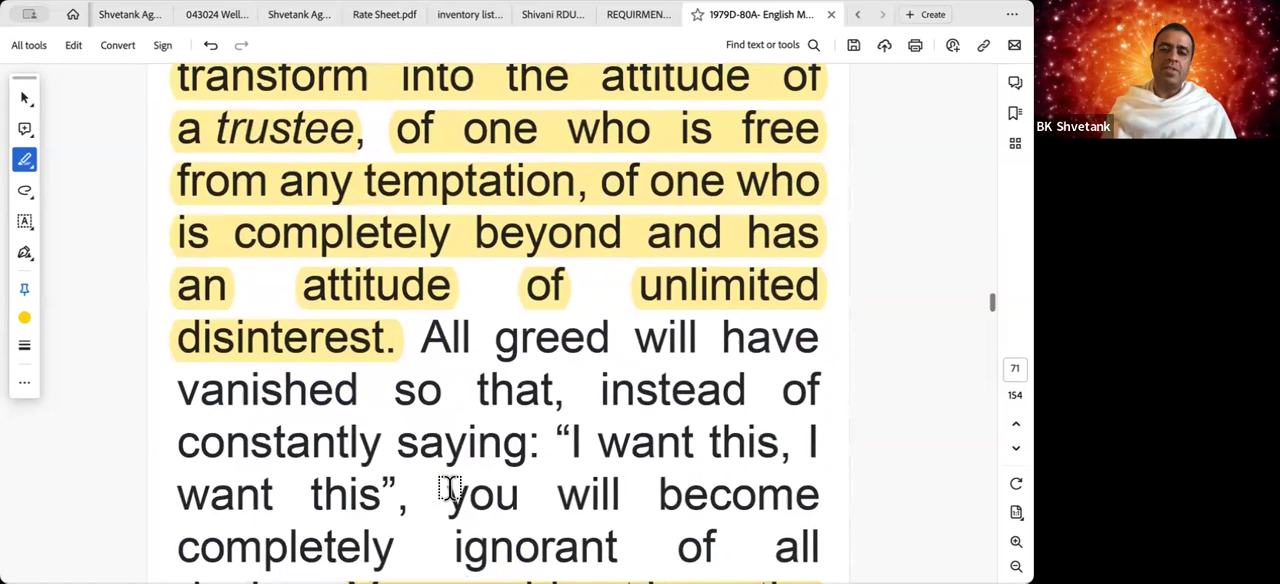 Shvetank Ag...
043024 Well...
Shvetank Ag...
Rate Sheet.pdf
inventory list...
Shivani RDU...
REQUIRMEN...
1979D-80A- English M...
Create
All tools
Edit
Convert
Sign
Find text or tools
transform into the attitude of
a trustee, of one who is free
from any temptation, of one who
is completely beyond and has
an attitude of unlimited
disinterest. All greed will have
vanished so that, instead of
constantly saying: “I want this, I
want this”, you will become
completely ignorant of all
71
154
BK Shvetank